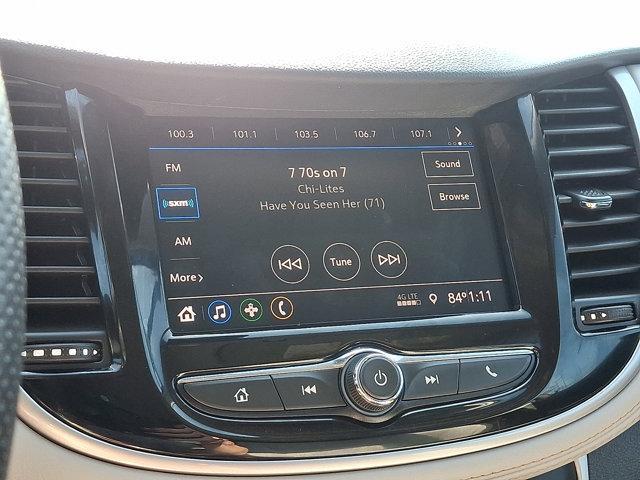 100.3 101.1 103.5 106.7 107.1
FM
7 70s on 7
Sound
((sxm))
Chi-Lites
Have You Seen Her (71)
Browse
AM
Tune
More
4G LTE
84º 1:11